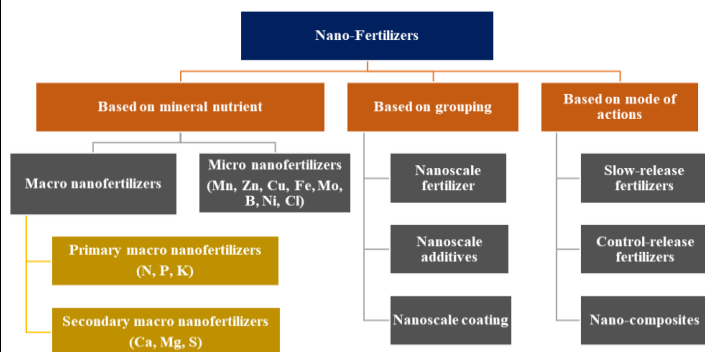 Nano-Fertilizers
Based on mineral nutrient
Based on grouping
Based on mode of
actions
Macro nanofertilizers
Micro nanofertilizers
(Mn, Zn, Cu, Fe, Mo,
B, Ni, Cl)
Nanoscale
fertilizer
Slow-release
fertilizers
Primary macro nanofertilizers
(N, P, K)
Nanoscale
additives
Control-release
fertilizers
Secondary macro nanofertilizers
(Ca, Mg, S)
Nanoscale coating
Nano-composites